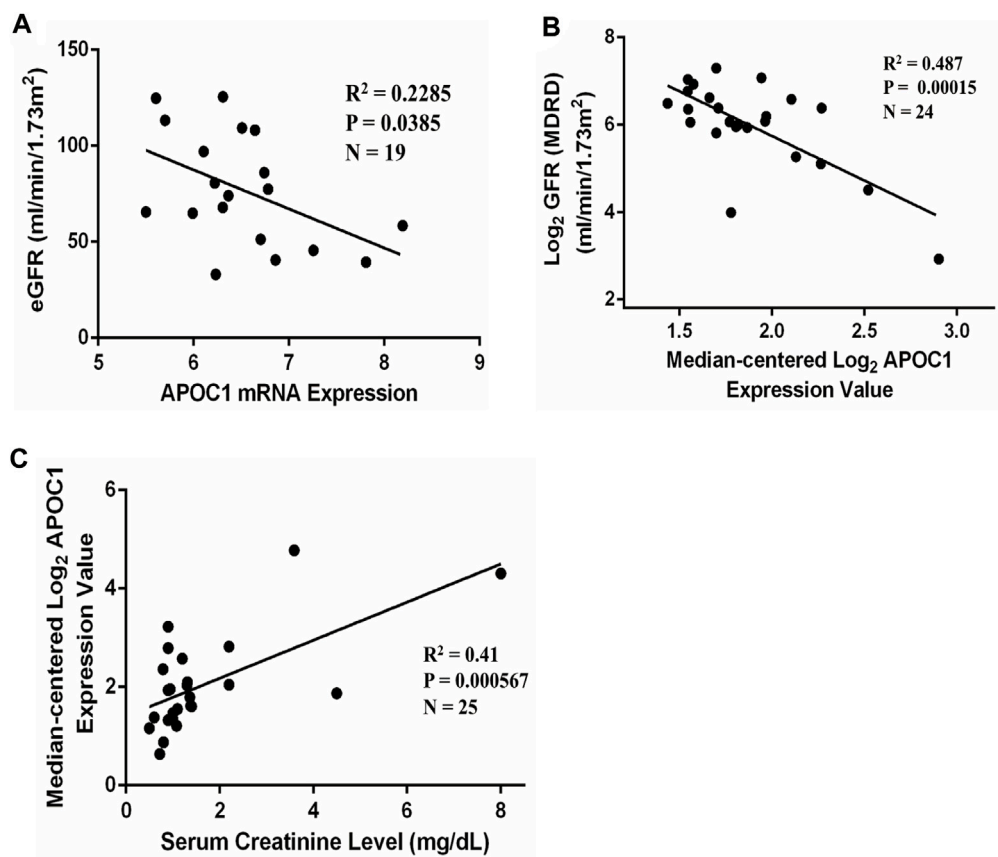 A
eGFR (ml/min/1.73m²)
150
100
50
0
5 6 7 8 9
APOC1 mRNA Expression
R² = 0.2285
P = 0.0385
N = 19
B
Log₂ GFR (MDRD)
(ml/min/1.73m²)
8
6
4
2
1.5 2.0 2.5 3.0
Median-centered Log₂ APOC1
Expression Value
R² = 0.487
P = 0.00015
N = 24
C
Median-centered Log₂ APOC1
Expression Value
6
4
2
0
0 2 4 6 8
Serum Creatinine Level (mg/dL)
R² = 0.41
P = 0.000567
N = 25